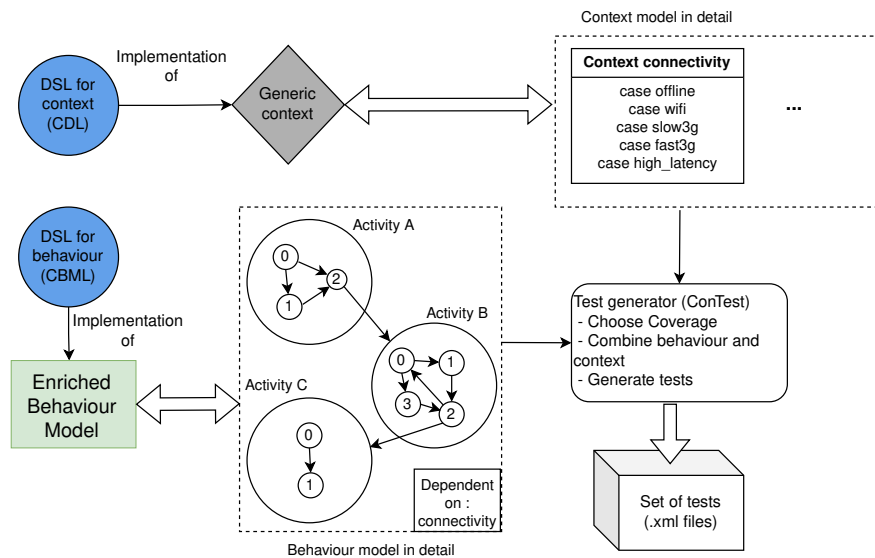 Context model in detail
Implementation
of
DSL for
context
(CDL)
Generic
context
Context connectivity
case offline
case wifi
case slow3g
case fast3g
case high_latency
...
DSL for
behaviour
(CBML)
Implementation
of
Enriched
Behaviour
Model
Activity A
0
1
2
Activity B
0
1
3
2
Activity C
0
1
Dependent
on :
connectivity
Behaviour model in detail
Test generator (ConTest)
- Choose Coverage
- Combine behaviour and
context
- Generate tests
Set of tests
(.xml files)